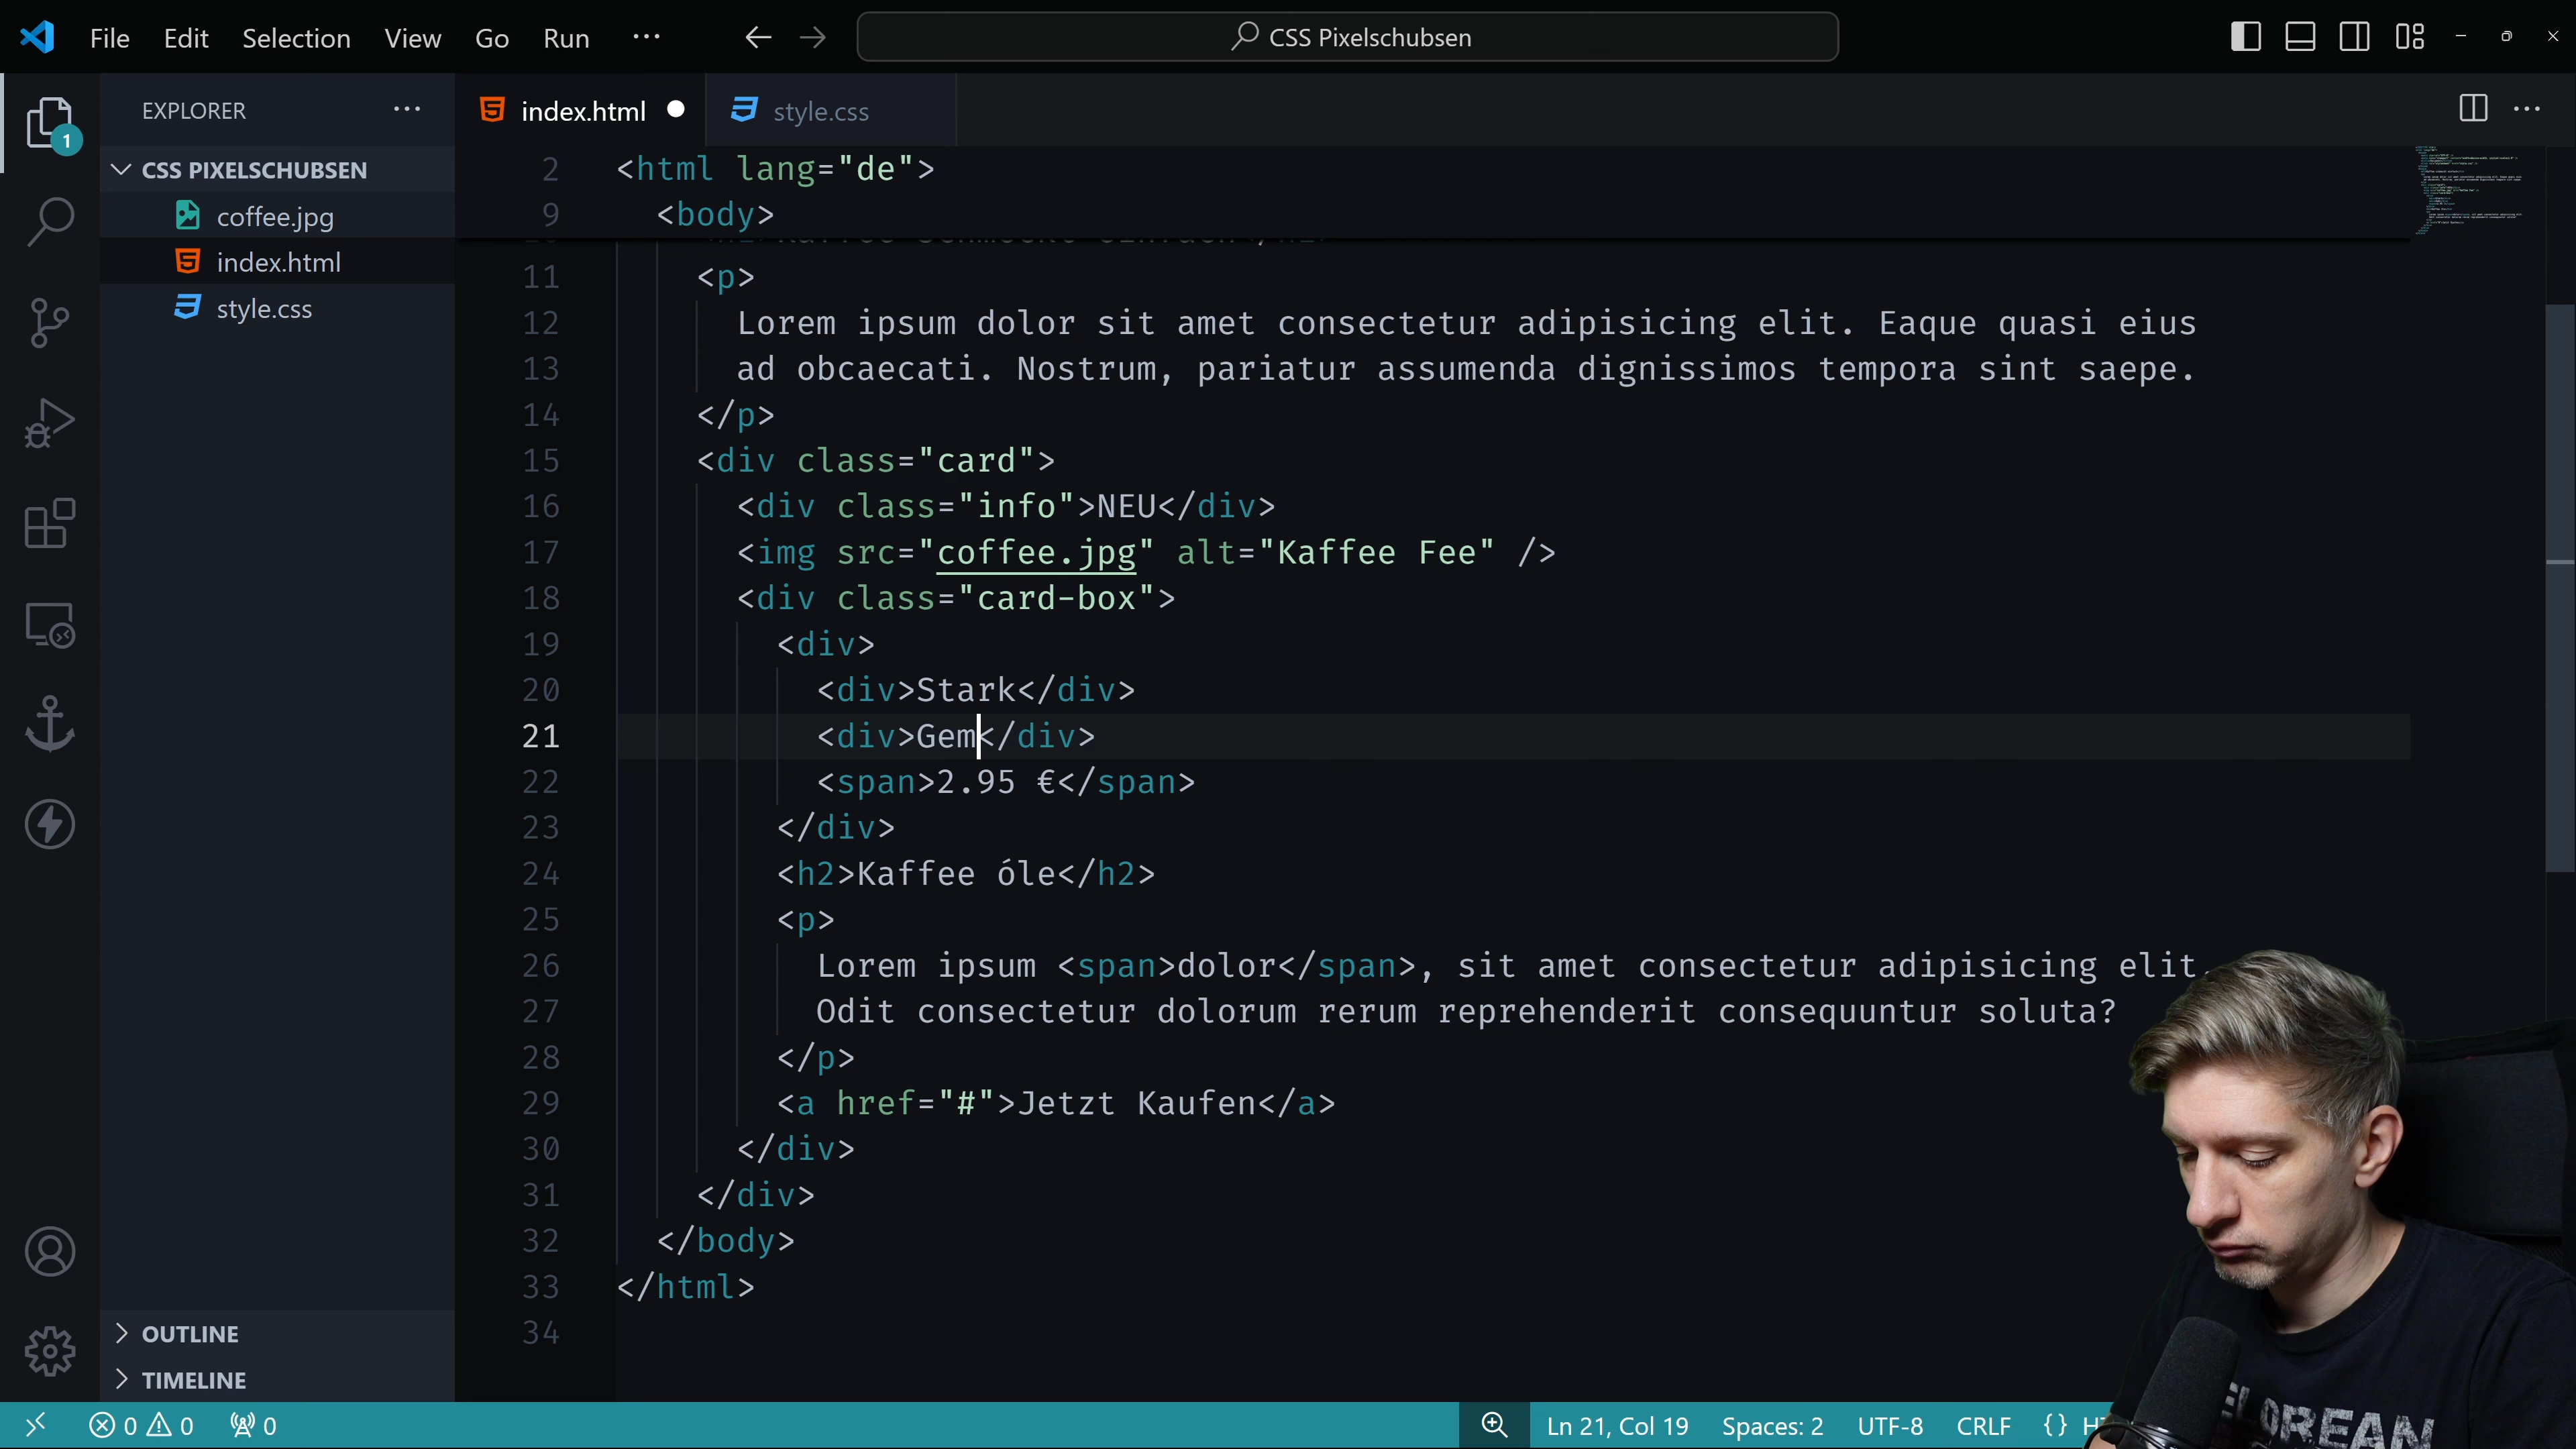 File Edit Selection View Go Run ··· CSS Pixelschubsen
EXPLORER ···
index.html
style.css
1
CSS PIXELSCHUBSEN
coffee.jpg
index.html
style.css
OUTLINE
TIMELINE
2 <html lang="de">
9 <body>
11 <p>
12 Lorem ipsum dolor sit amet consectetur adipisicing elit. Eaque quasi eius
13 ad obcaecati. Nostrum, pariatur assumenda dignissimos tempora sint saepe.
14 </p>
15 <div class="card">
16 <div class="info">NEU</div>
17 <img src="coffee.jpg" alt="Kaffee Fee" />
18 <div class="card-box">
19 <div>
20 <div>Stark</div>
21 <div>Gem</div>
22 <span>2.95 €</span>
23 </div>
24 <h2>Kaffee óle</h2>
25 <p>
26 Lorem ipsum <span>dolor</span>, sit amet consectetur adipisicing elit.
27 Odit consectetur dolorum rerum reprehenderit consequuntur soluta?
28 </p>
29 <a href="#">Jetzt Kaufen</a>
30 </div>
31 </div>
32 </body>
33 </html>
34
0 0 0 Ln 21, Col 19 Spaces: 2 UTF-8 CRLF {}